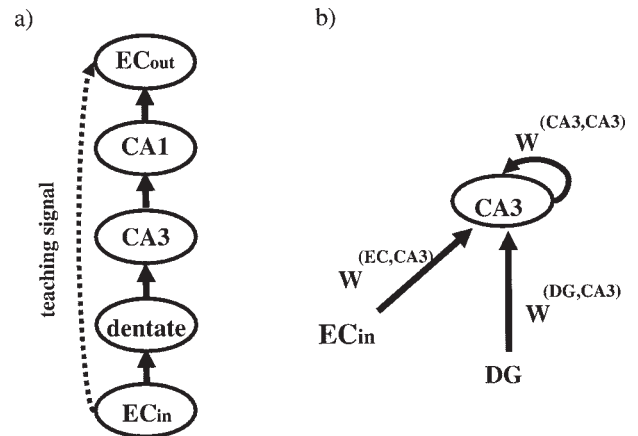 a)
ECout
CA1
CA3
dentate
ECin
teaching signal
b)
W(CA3,CA3)
CA3
W(EC,CA3)
W(DG,CA3)
ECin
DG